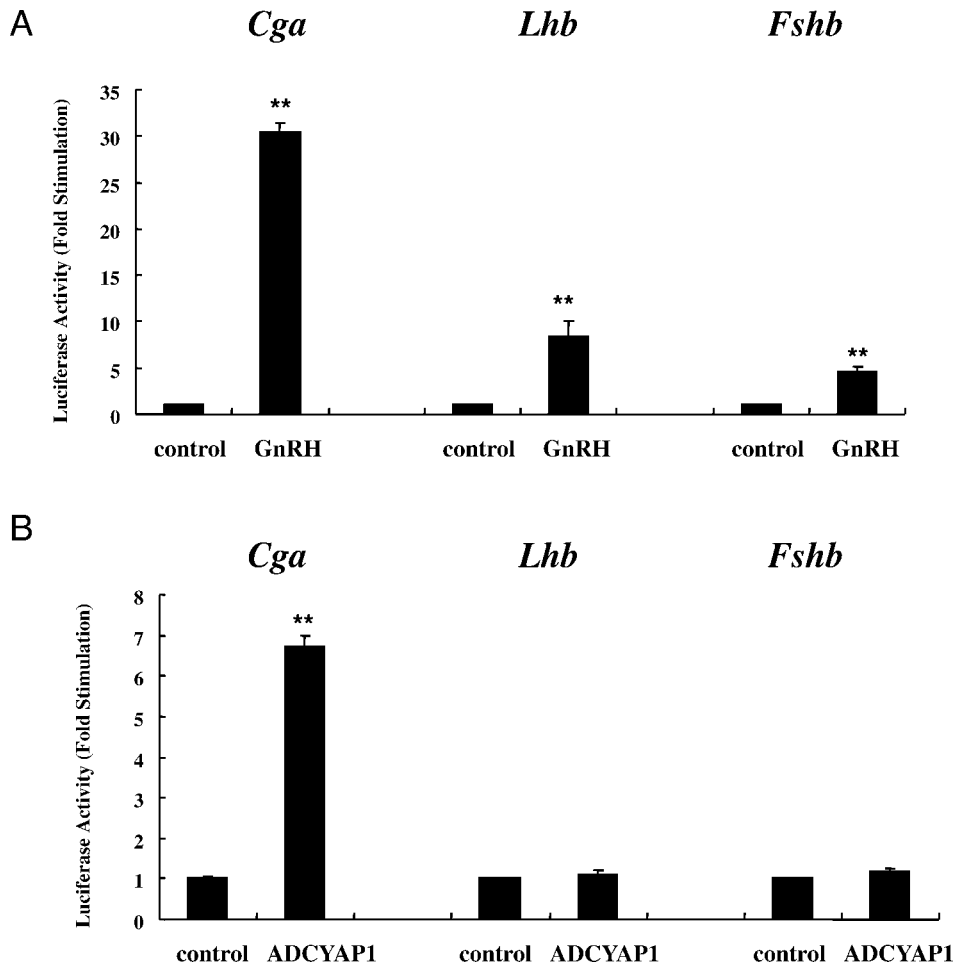 A
Cga Lhb Fshb
Luciferase Activity (Fold Stimulation)
35
30
25
20
15
10
5
0
**
**
**
control GnRH control GnRH control GnRH
B
Cga Lhb Fshb
Luciferase Activity (Fold Stimulation)
8
7
6
5
4
3
2
1
0
**
control ADCYAP1 control ADCYAP1 control ADCYAP1